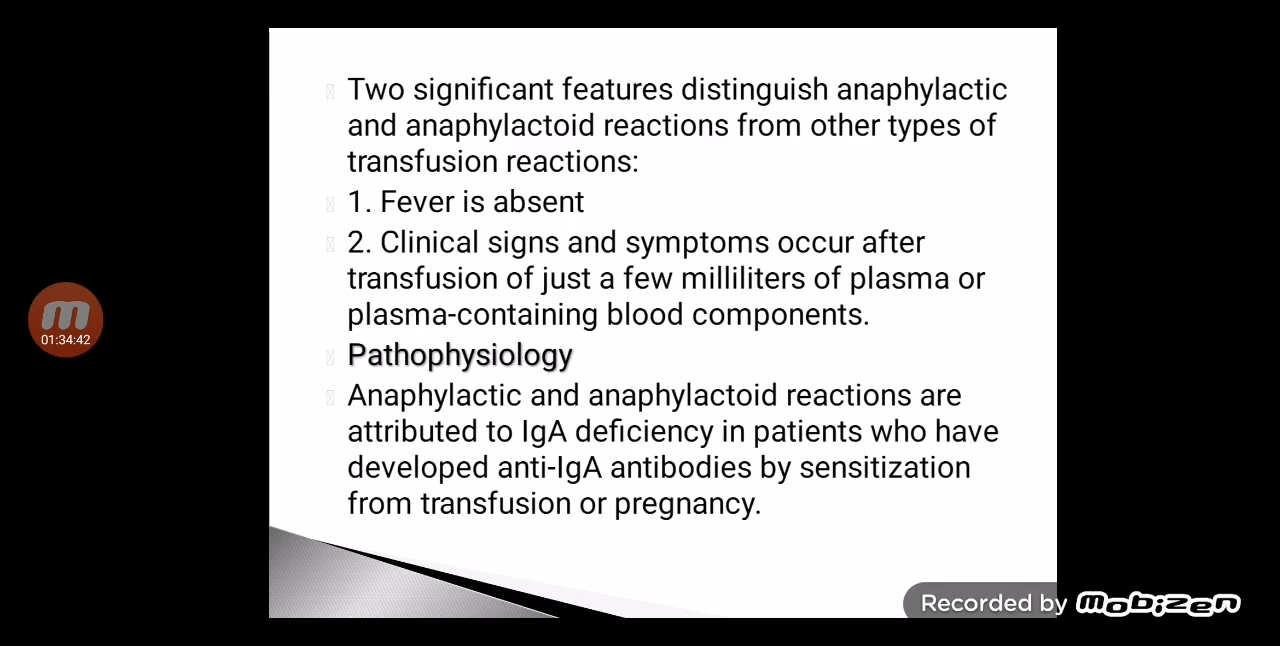 Two significant features distinguish anaphylactic
and anaphylactoid reactions from other types of
transfusion reactions:
1. Fever is absent
2. Clinical signs and symptoms occur after
transfusion of just a few milliliters of plasma or
plasma-containing blood components.
Pathophysiology
Anaphylactic and anaphylactoid reactions are
attributed to IgA deficiency in patients who have
developed anti-IgA antibodies by sensitization
from transfusion or pregnancy.
m
01:34:42
Recorded by mobizen